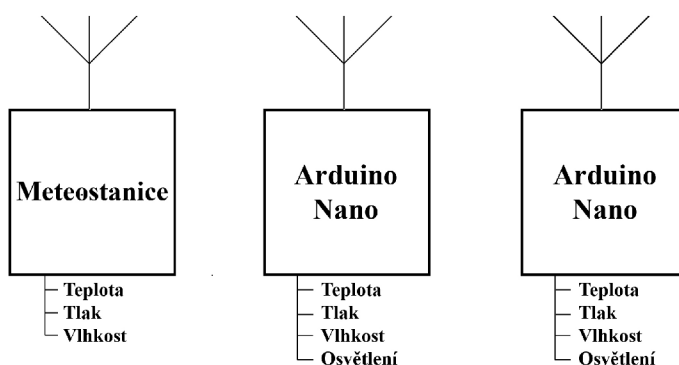 Meteostanice
Teplota
Tlak
Vlhkost
Arduino
Nano
Teplota
Tlak
Vlhkost
Osvětlení
Arduino
Nano
Teplota
Tlak
Vlhkost
Osvětlení